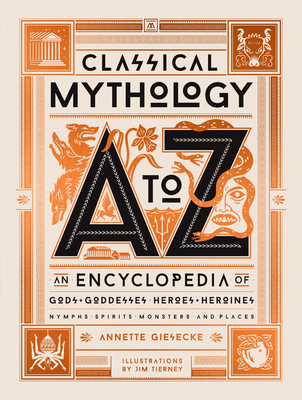 CLASSICAL
MYTHOLOGY
A TO Z
AN ENCYCLOPEDIA OF
GODS + GODDESSES · HEROES + HEROINES
NYMPHS · SPIRITS · MONSTERS · AND PLACES
ANNETTE GIESECKE
ILLUSTRATIONS
BY JIM TIERNEY